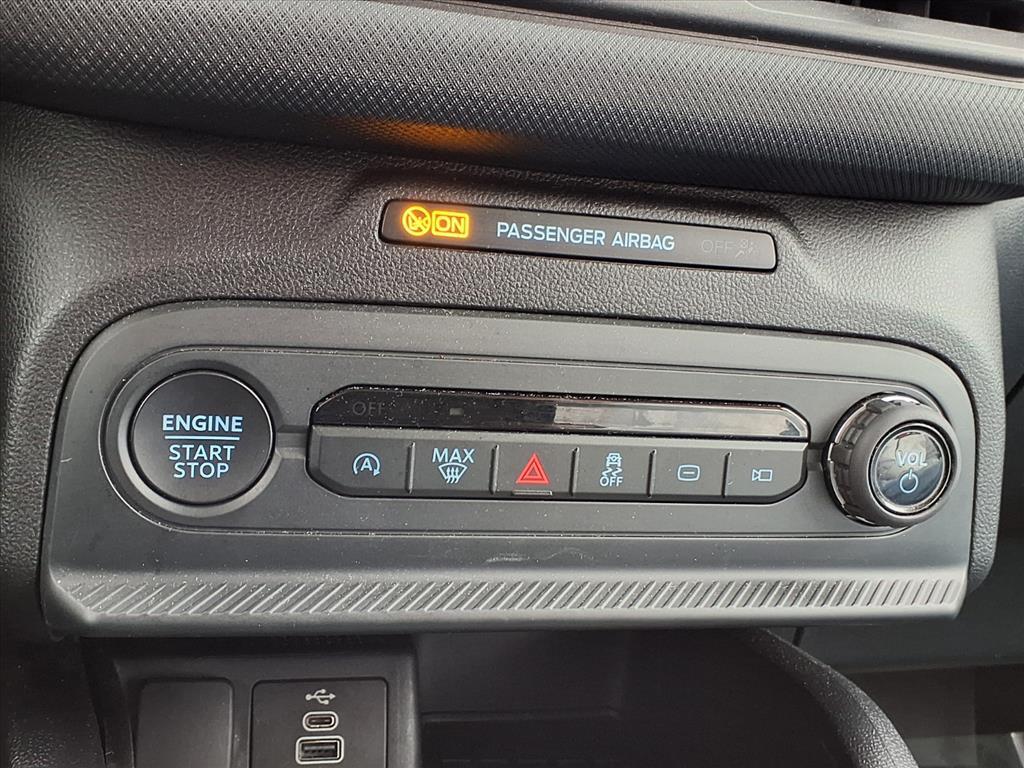 ON PASSENGER AIRBAG OFF
ENGINE
START
STOP
OFF
A
MAX
OFF
VOL